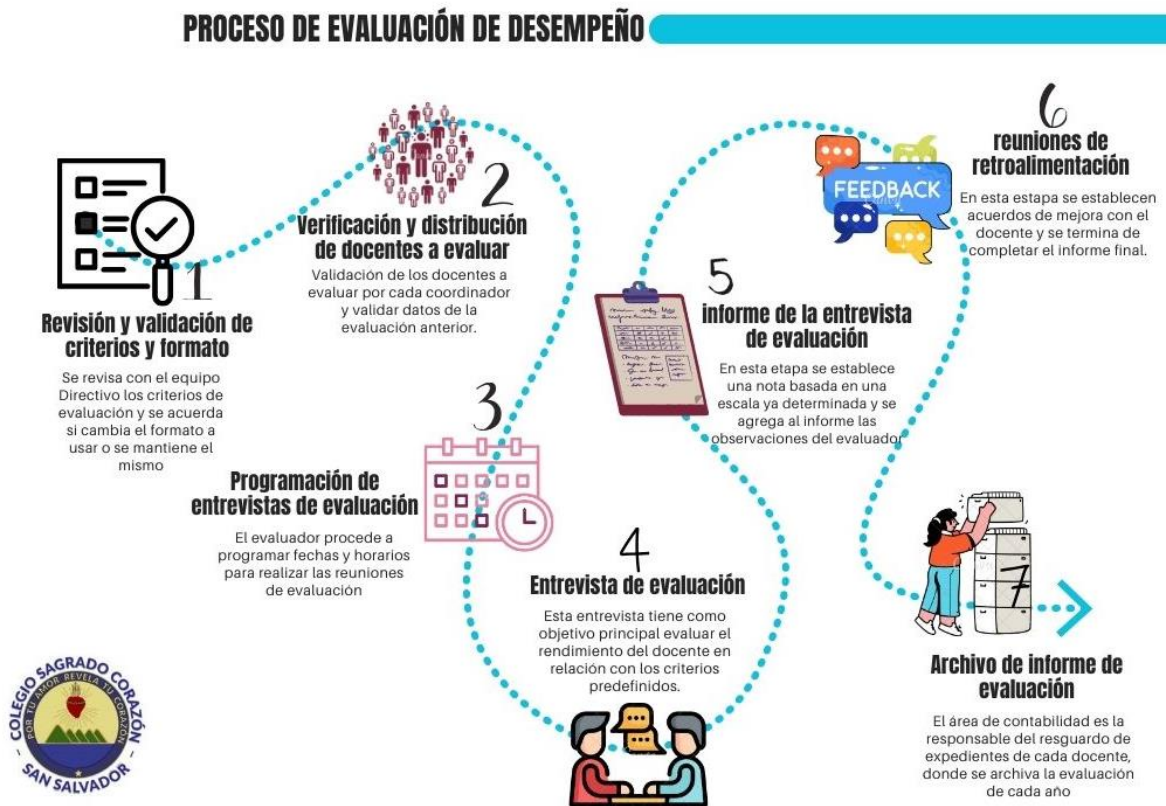 PROCESO DE EVALUACIÓN DE DESEMPEÑO
1
Revisión y validación de
criterios y formato
Se revisa con el equipo
Directivo los criterios de
evaluación y se acuerda
si cambia el formato a
usar o se mantiene el
mismo
2
Verificación y distribución
de docentes a evaluar
Validación de los docentes a
evaluar por cada coordinador
y validar datos de la
evaluación anterior.
3
Programación de
entrevistas de evaluación
El evaluador procede a
programar fechas y horarios
para realizar las reuniones
de evaluación
4
Entrevista de evaluación
Esta entrevista tiene como
objetivo principal evaluar el
rendimiento del docente en
relación con los criterios
predefinidos.
5
informe de la entrevista
de evaluación
En esta etapa se establece
una nota basada en una
escala ya determinada y se
agrega al informe las
observaciones del evaluador
6
reuniones de
retroalimentación
FEEDBACK
En esta estapa se establecen
acuerdos de mejora con el
docente y se termina de
completar el informe final.
7
Archivo de informe de
evaluación
El área de contabilidad es la
responsable del resguardo de
expedientes de cada docente,
donde se archiva la evaluación
de cada año
COLEGIO SAGRADO CORAZÓN
POR TU AMOR REVELA TU CORAZÓN
- SAN SALVADOR -